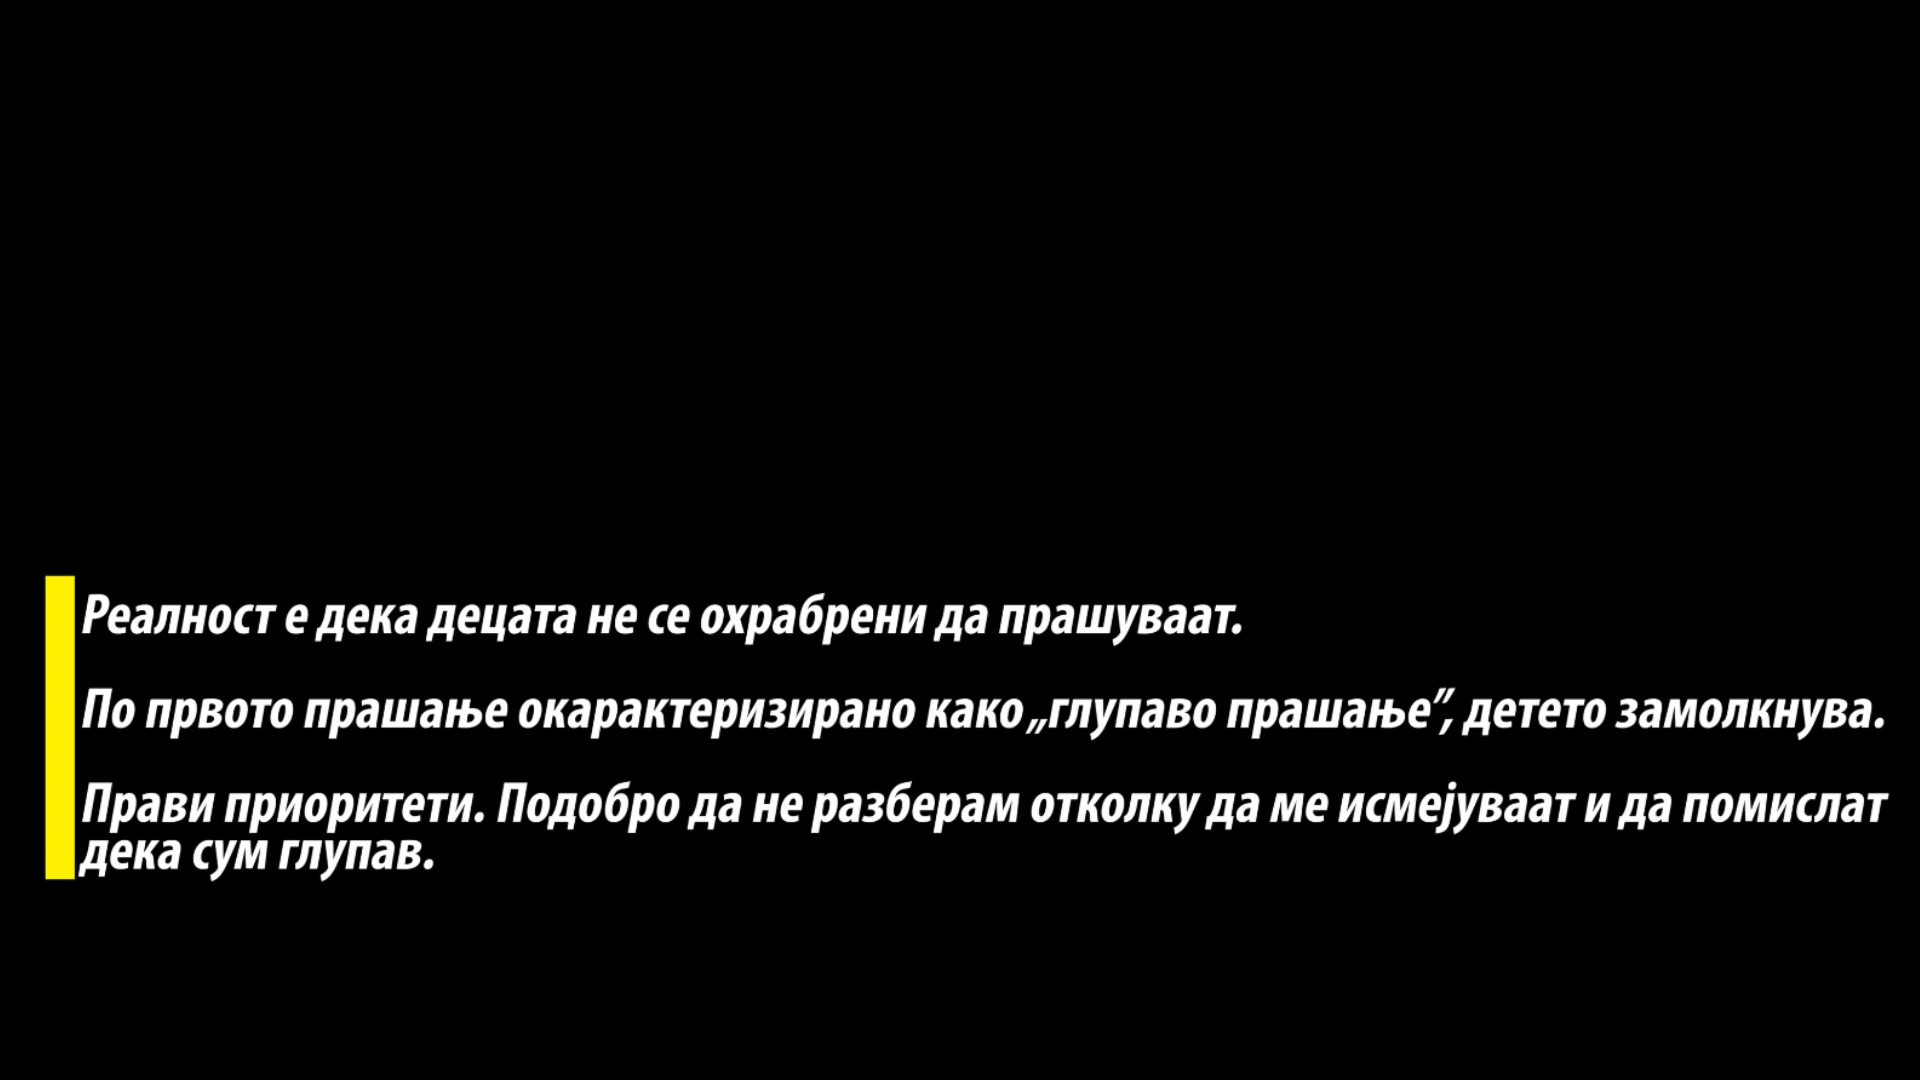 Реалност е дека децата не се охрабрени да прашуваат.
По првото прашање окарактеризирано како „глупаво прашање”, детето замолкнува.
Прави приоритети. Подобро да не разберам отколку да ме исмејуваат и да помислат
дека сум глупав.